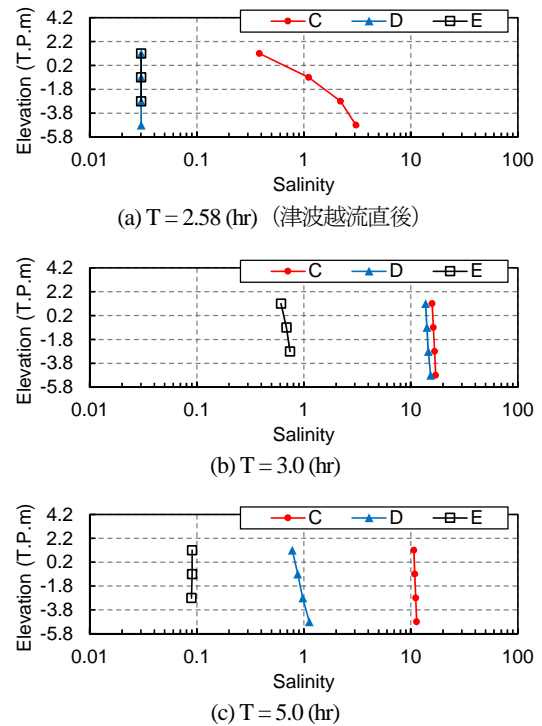 C D E
4.2
2.2
0.2
-1.8
-3.8
-5.8
Elevation (T.P.m)
0.01 0.1 1 10 100
Salinity
(a) T = 2.58 (hr) (津波越流直後)
C D E
4.2
2.2
0.2
-1.8
-3.8
-5.8
Elevation (T.P.m)
0.01 0.1 1 10 100
Salinity
(b) T = 3.0 (hr)
C D E
4.2
2.2
0.2
-1.8
-3.8
-5.8
Elevation (T.P.m)
0.01 0.1 1 10 100
Salinity
(c) T = 5.0 (hr)